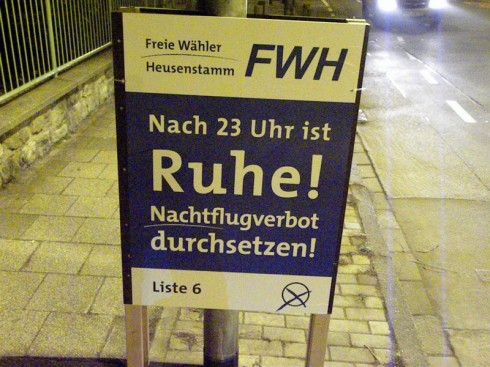 Freie Wähler
Heusenstamm
FWH
Nach 23 Uhr ist
Ruhe!
Nachtflugverbot
durchsetzen!
Liste 6